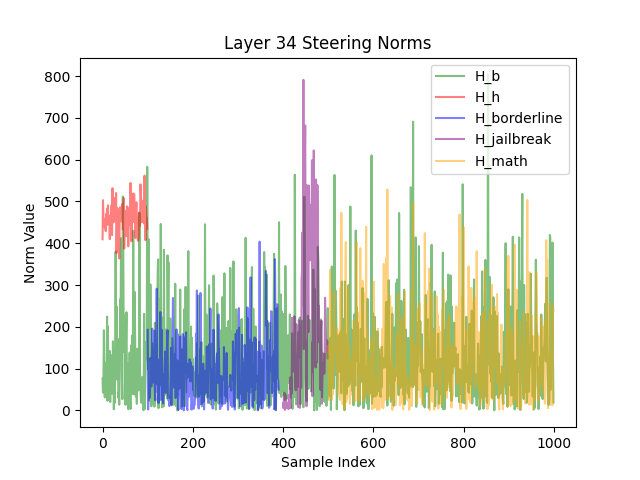 Layer 34 Steering Norms
H_b
H_h
H_borderline
H_jailbreak
H_math
Norm Value
800
700
600
500
400
300
200
100
0
0
200
400
600
800
1000
Sample Index